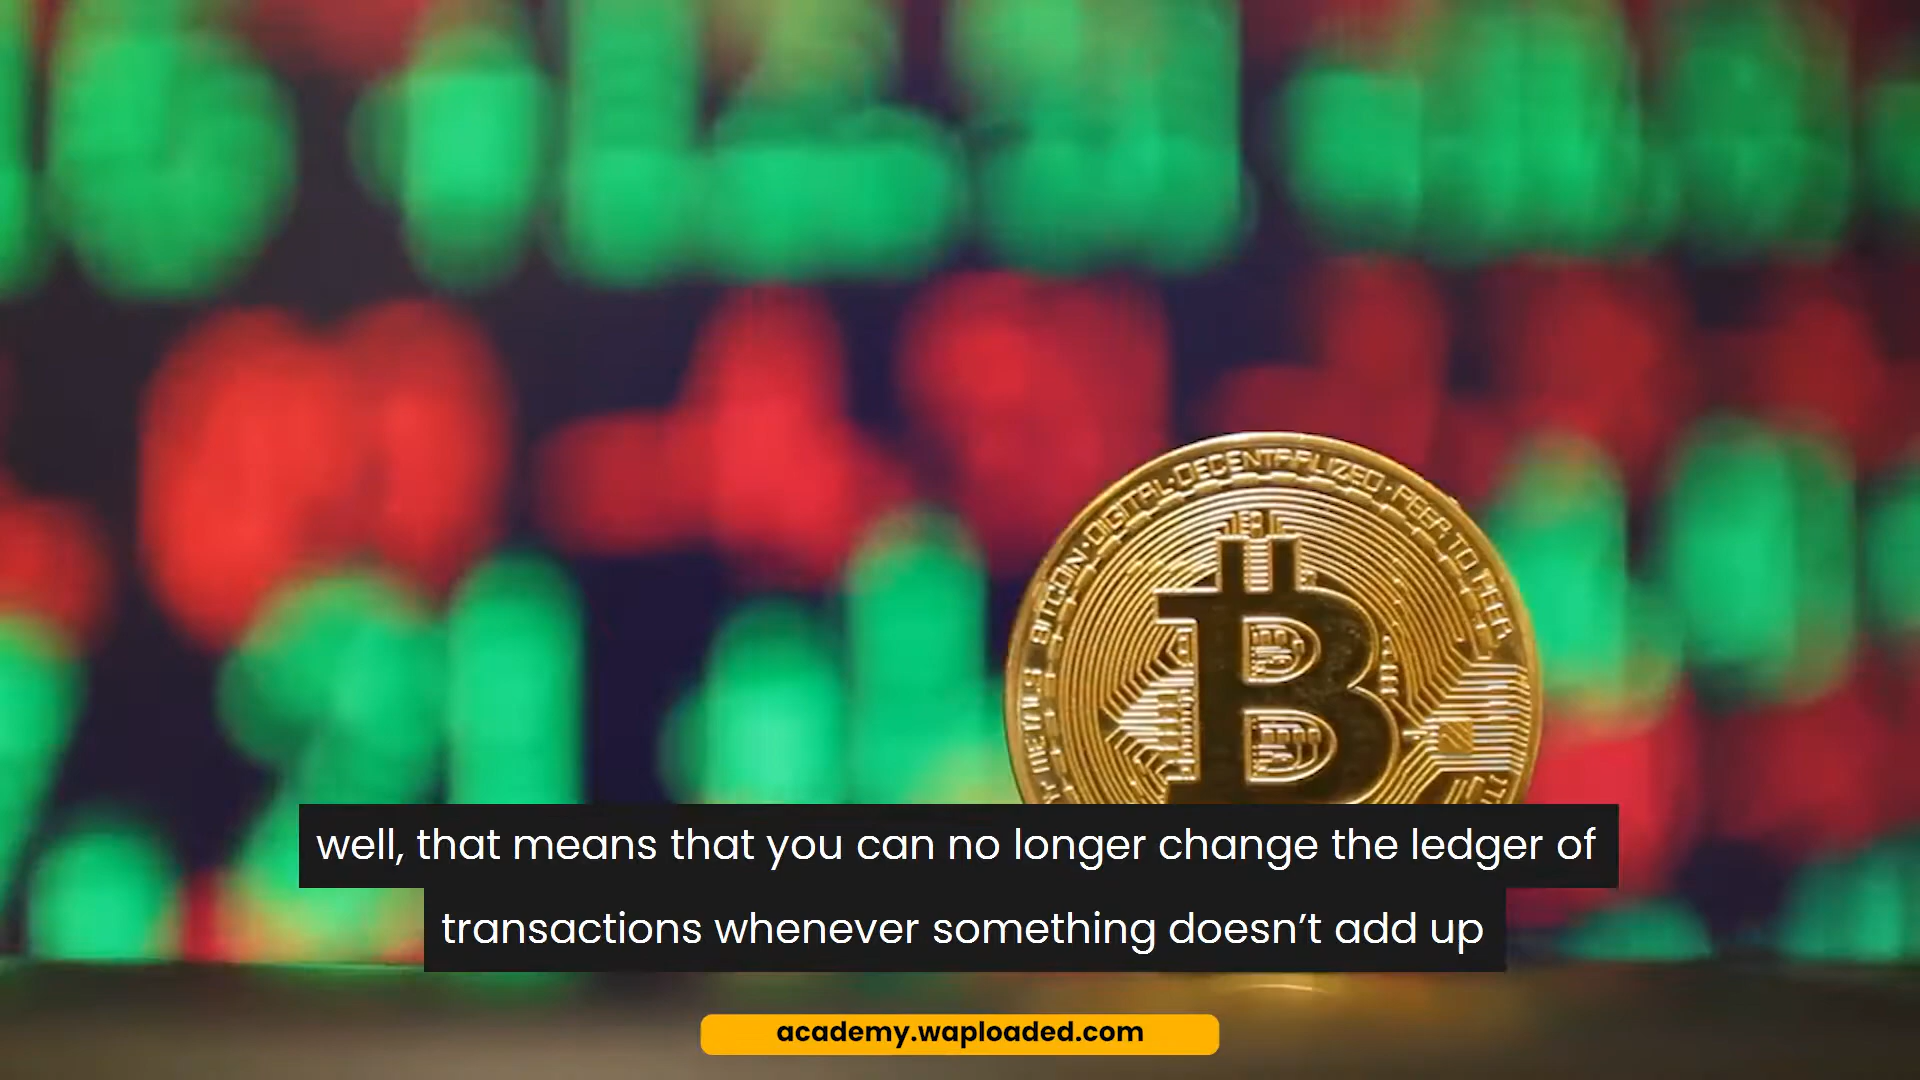 BITCOIN · DIGITAL · DECENTRALIZED · PEER TO PEER
well, that means that you can no longer change the ledger of
transactions whenever something doesn’t add up
academy.waploaded.com